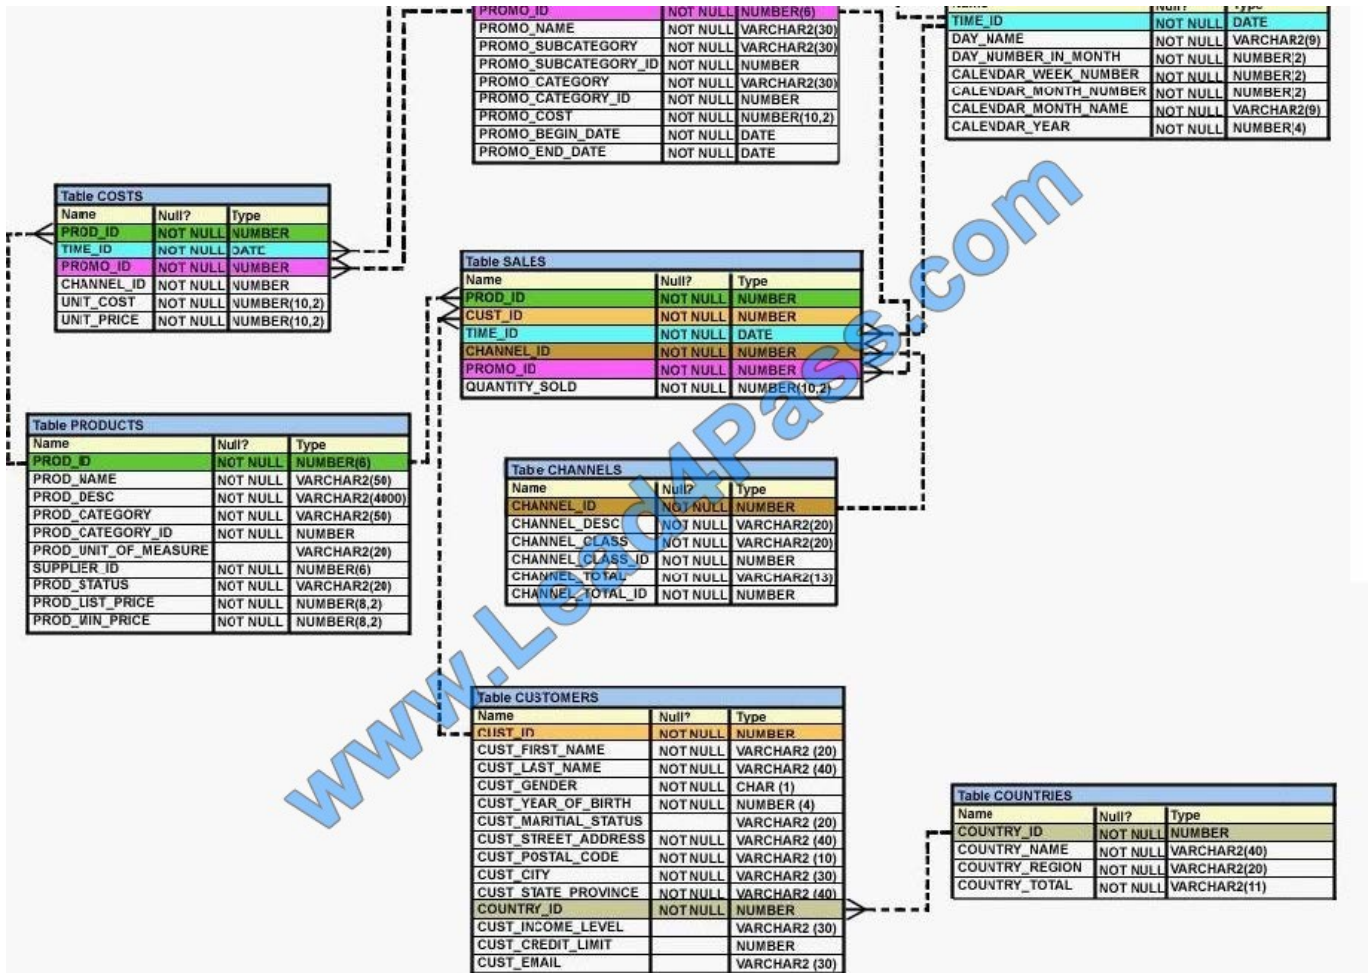 PROMO_ID NOT NULL NUMBER(6)
PROMO_NAME NOT NULL VARCHAR2(30)
PROMO_SUBCATEGORY NOT NULL VARCHAR2(30)
PROMO_SUBCATEGORY_ID NOT NULL NUMBER
PROMO_CATEGORY NOT NULL VARCHAR2(30)
PROMO_CATEGORY_ID NOT NULL NUMBER
PROMO_COST NOT NULL NUMBER(10,2)
PROMO_BEGIN_DATE NOT NULL DATE
PROMO_END_DATE NOT NULL DATE
Name Null? Type
TIME_ID NOT NULL DATE
DAY_NAME NOT NULL VARCHAR2(9)
DAY_NUMBER_IN_MONTH NOT NULL NUMBER(2)
CALENDAR_WEEK_NUMBER NOT NULL NUMBER(2)
CALENDAR_MONTH_NUMBER NOT NULL NUMBER(2)
CALENDAR_MONTH_NAME NOT NULL VARCHAR2(9)
CALENDAR_YEAR NOT NULL NUMBER(4)
Table COSTS
Name Null? Type
PROD_ID NOT NULL NUMBER
TIME_ID NOT NULL DATE
PROMO_ID NOT NULL NUMBER
CHANNEL_ID NOT NULL NUMBER
UNIT_COST NOT NULL NUMBER(10,2)
UNIT_PRICE NOT NULL NUMBER(10,2)
Table SALES
Name Null? Type
PROD_ID NOT NULL NUMBER
CUST_ID NOT NULL NUMBER
TIME_ID NOT NULL DATE
CHANNEL_ID NOT NULL NUMBER
PROMO_ID NOT NULL NUMBER
QUANTITY_SOLD NOT NULL NUMBER(10,2)
Table PRODUCTS
Name Null? Type
PROD_ID NOT NULL NUMBER(6)
PROD_NAME NOT NULL VARCHAR2(50)
PROD_DESC NOT NULL VARCHAR2(4000)
PROD_CATEGORY NOT NULL VARCHAR2(50)
PROD_CATEGORY_ID NOT NULL NUMBER
PROD_UNIT_OF_MEASURE VARCHAR2(20)
SUPPLIER_ID NOT NULL NUMBER(6)
PROD_STATUS NOT NULL VARCHAR2(20)
PROD_LIST_PRICE NOT NULL NUMBER(8,2)
PROD_MIN_PRICE NOT NULL NUMBER(8,2)
Table CHANNELS
Name Null? Type
CHANNEL_ID NOT NULL NUMBER
CHANNEL_DESC NOT NULL VARCHAR2(20)
CHANNEL_CLASS NOT NULL VARCHAR2(20)
CHANNEL_CLASS_ID NOT NULL NUMBER
CHANNEL_TOTAL NOT NULL VARCHAR2(13)
CHANNEL_TOTAL_ID NOT NULL NUMBER
Table CUSTOMERS
Name Null? Type
CUST_ID NOT NULL NUMBER
CUST_FIRST_NAME NOT NULL VARCHAR2 (20)
CUST_LAST_NAME NOT NULL VARCHAR2 (40)
CUST_GENDER NOT NULL CHAR (1)
CUST_YEAR_OF_BIRTH NOT NULL NUMBER (4)
CUST_MARITIAL_STATUS VARCHAR2 (20)
CUST_STREET_ADDRESS NOT NULL VARCHAR2 (40)
CUST_POSTAL_CODE NOT NULL VARCHAR2 (10)
CUST_CITY NOT NULL VARCHAR2 (30)
CUST_STATE_PROVINCE NOT NULL VARCHAR2 (40)
COUNTRY_ID NOT NULL NUMBER
CUST_INCOME_LEVEL VARCHAR2 (30)
CUST_CREDIT_LIMIT NUMBER
CUST_EMAIL VARCHAR2 (30)
Table COUNTRIES
Name Null? Type
COUNTRY_ID NOT NULL NUMBER
COUNTRY_NAME NOT NULL VARCHAR2(40)
COUNTRY_REGION NOT NULL VARCHAR2(20)
COUNTRY_TOTAL NOT NULL VARCHAR2(11)
www.Lead4Pass.com